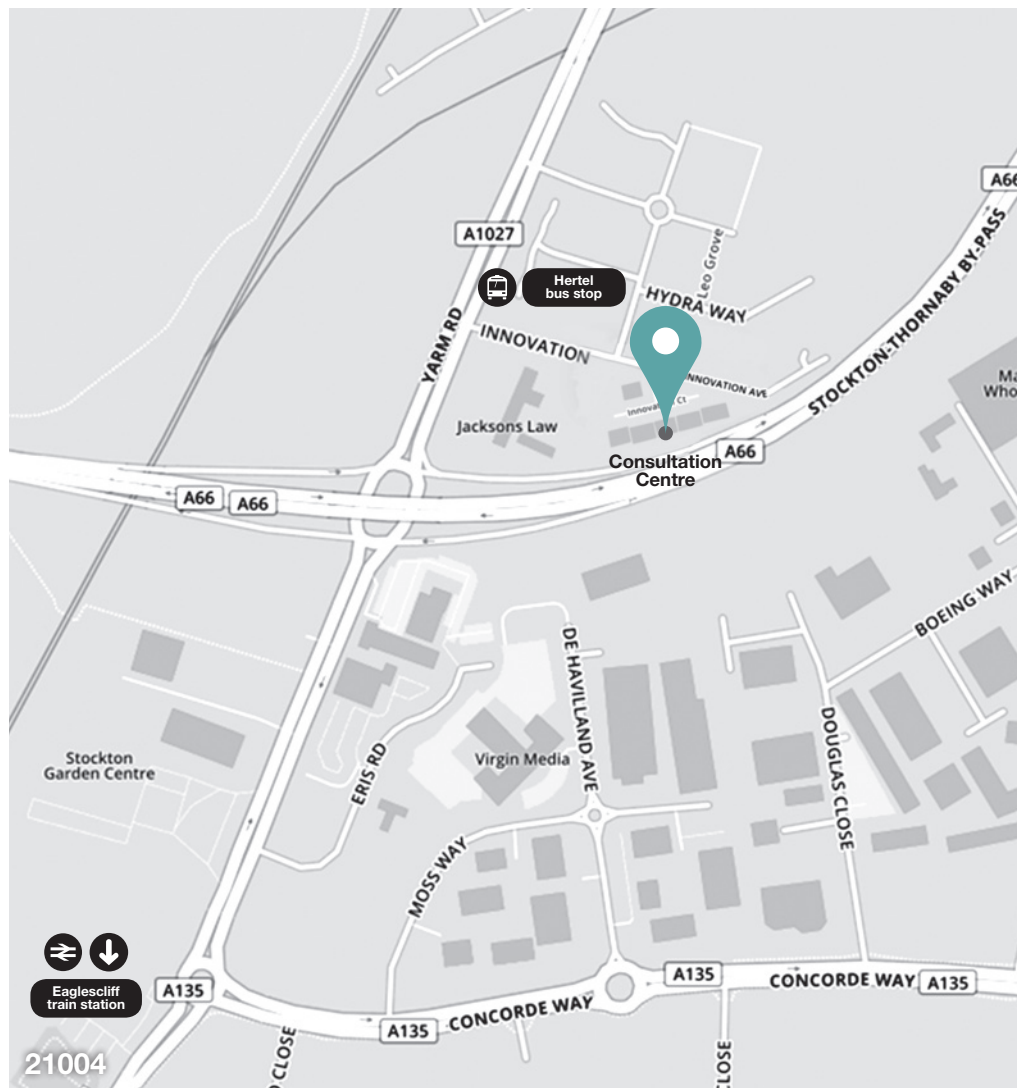 A66
A1027
Leo Grove
Hertel
bus stop
HYDRA WAY
YARM RD
INNOVATION
INNOVATION AVE
STOCKTON-THORNABY BY-PASS
Innovation Ct
Jacksons Law
Ma
Who
Consultation
Centre
A66
A66
A66
BOEING WAY
DE HAVILLAND AVE
DOUGLAS CLOSE
Stockton
Garden Centre
ERIS RD
Virgin Media
MOSS WAY
Eaglescliff
train station
A135
A135
CONCORDE WAY
A135
CONCORDE WAY
A135
O CLOSE
CLOSE
21004